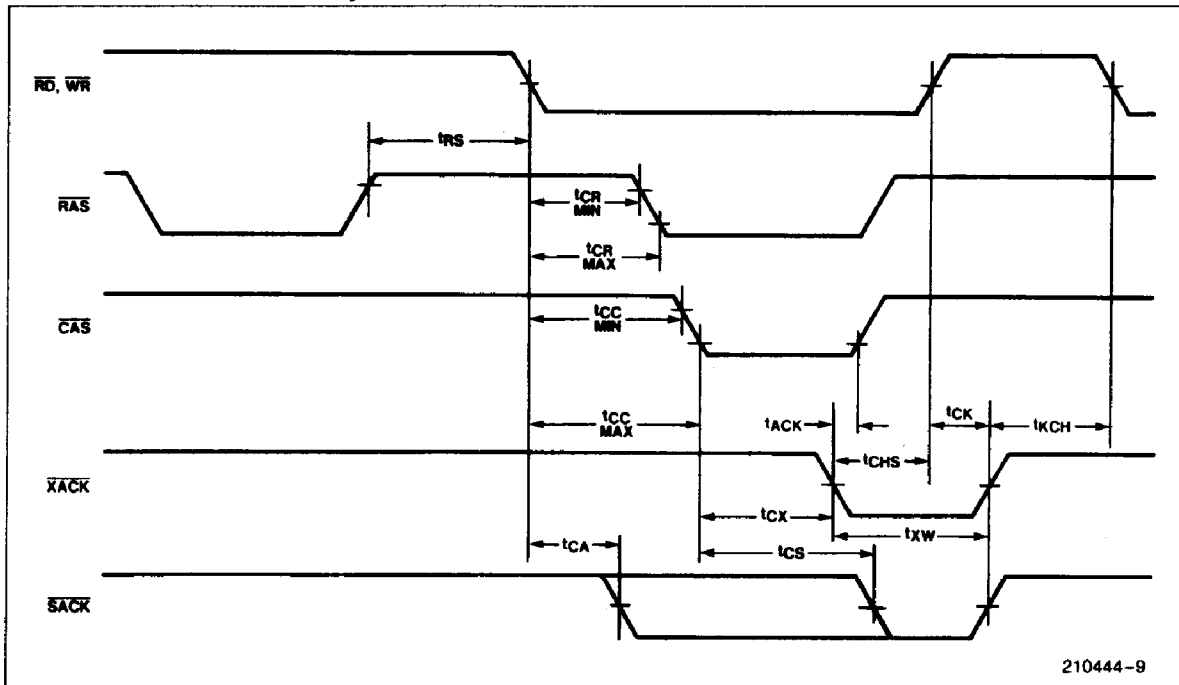 RD, WR
tRS
RAS
tCR
MIN
tCR
MAX
CAS
tCC
MIN
tCC
MAX
tACK
tCK
tKCH
tCHS
XACK
tCX
tXW
tCA
tCS
SACK
210444-9